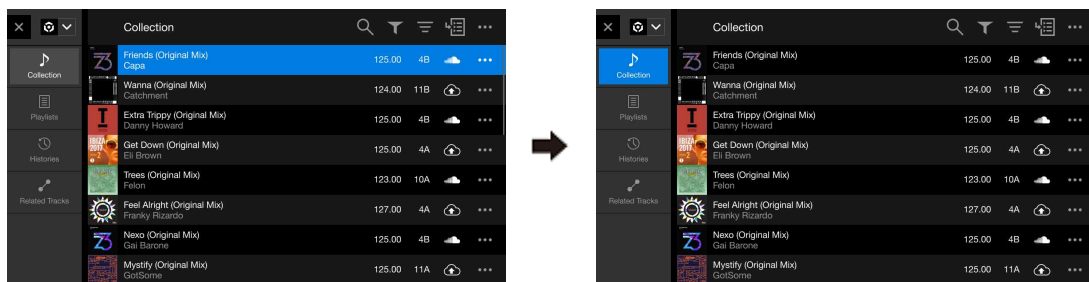 Collection
Collection
Playlists
Histories
Related Tracks
Friends (Original Mix)
Capa
125.00 4B
Wanna (Original Mix)
Catchment
124.00 11B
Extra Trippy (Original Mix)
Danny Howard
125.00 4B
Get Down (Original Mix)
Eli Brown
125.00 4A
Trees (Original Mix)
Felon
123.00 10A
Feel Alright (Original Mix)
Franky Rizardo
127.00 4A
Nexo (Original Mix)
Gai Barone
125.00 4B
Mystify (Original Mix)
GotSome
125.00 11A
IBIZA
2017
Collection
Collection
Playlists
Histories
Related Tracks
Friends (Original Mix)
Capa
125.00 4B
Wanna (Original Mix)
Catchment
124.00 11B
Extra Trippy (Original Mix)
Danny Howard
125.00 4B
Get Down (Original Mix)
Eli Brown
125.00 4A
Trees (Original Mix)
Felon
123.00 10A
Feel Alright (Original Mix)
Franky Rizardo
127.00 4A
Nexo (Original Mix)
Gai Barone
125.00 4B
Mystify (Original Mix)
GotSome
125.00 11A
IBIZA
2017